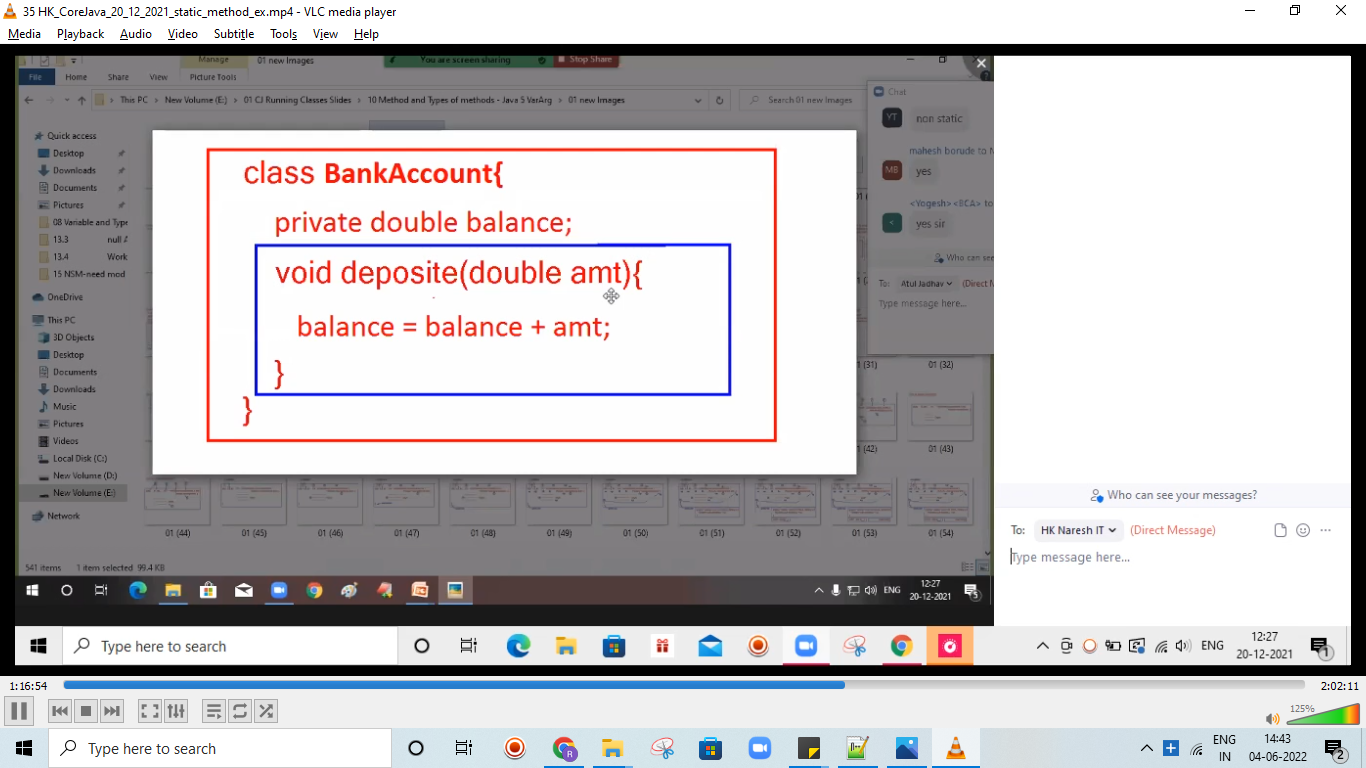 35 HK_CoreJava_20_12_2021_static_method_ex.mp4 - VLC media player
Media Playback Audio Video Subtitle Tools View Help
Manage 01 new Images You are screen sharing Stop Share
File Home Share View Picture Tools
This PC > New Volume (E:) > 01 CJ Running Classes Slides > 10 Method and Types of methods - Java 5 VarArg > 01 new Images
Search 01 new Images
Quick access
Desktop
Downloads
Documents
Pictures
08 Variable and Type
13.3 null &
13.4 Work
15 NSM-need mod
OneDrive
This PC
3D Objects
Desktop
Documents
Downloads
Music
Pictures
Videos
Local Disk (C:)
New Volume (D:)
New Volume (E:)
Network
class BankAccount{
private double balance;
void deposite(double amt){
balance = balance + amt;
}
}
Chat
YT non static
mahesh borude to
MB yes
<Yogesh> <BCA> to
< yes sir
Who can see
To: Atul Jadhav (Direct
Type message here...
(31) (32)
(42) 01 (43)
01 (44) 01 (45) 01 (46) 01 (47) 01 (48) 01 (49) 01 (50) 01 (51) 01 (52) 01 (53) 01 (54)
541 items 1 item selected 99.4 KB
ENG 12:27
20-12-2021
5
Who can see your messages?
To: HK Naresh IT (Direct Message)
Type message here...
Type here to search
ENG 12:27
20-12-2021
1
1:16:54 2:02:11
125%
Type here to search
R
ENG 14:43
IN 04-06-2022
2